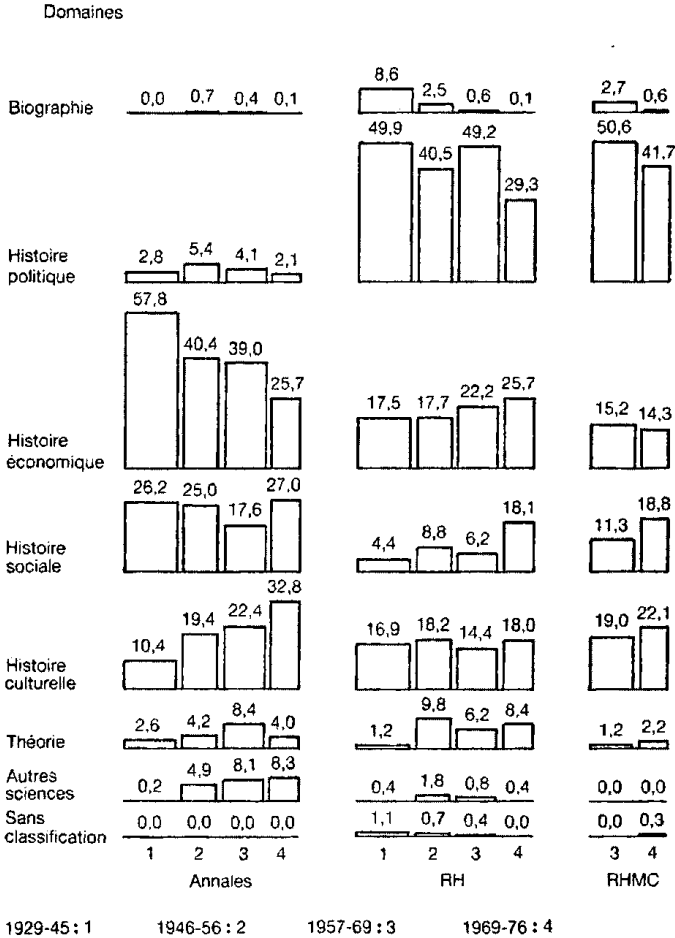 Domaines
8,6
0,0 0,7 0,4 0,1 2,5 0,6 0,1 2,7 0,6
Biographie
49,9 49,2 50,6
40,5 41,7
29,3
Histoire
politique
2,8 5,4 4,1 2,1
57,8
40,4 39,0
25,7 17,5 17,7 22,2 25,7 15,2 14,3
Histoire
économique
26,2 25,0 17,6 27,0 18,1 18,8
4,4 8,8 6,2 11,3
Histoire
sociale
32,8
10,4 19,4 22,4 16,9 18,2 14,4 18,0 19,0 22,1
Histoire
culturelle
2,6 4,2 8,4 4,0 1,2 9,8 6,2 8,4 1,2 2,2
Théorie
Autres
sciences
0,2 4,9 8,1 8,3 0,4 1,8 0,8 0,4 0,0 0,0
Sans
classification
0,0 0,0 0,0 0,0 1,1 0,7 0,4 0,0 0,0 0,3
1 2 3 4 1 2 3 4 3 4
Annales RH RHMC
1929-45 : 1 1946-56 : 2 1957-69 : 3 1969-76 : 4